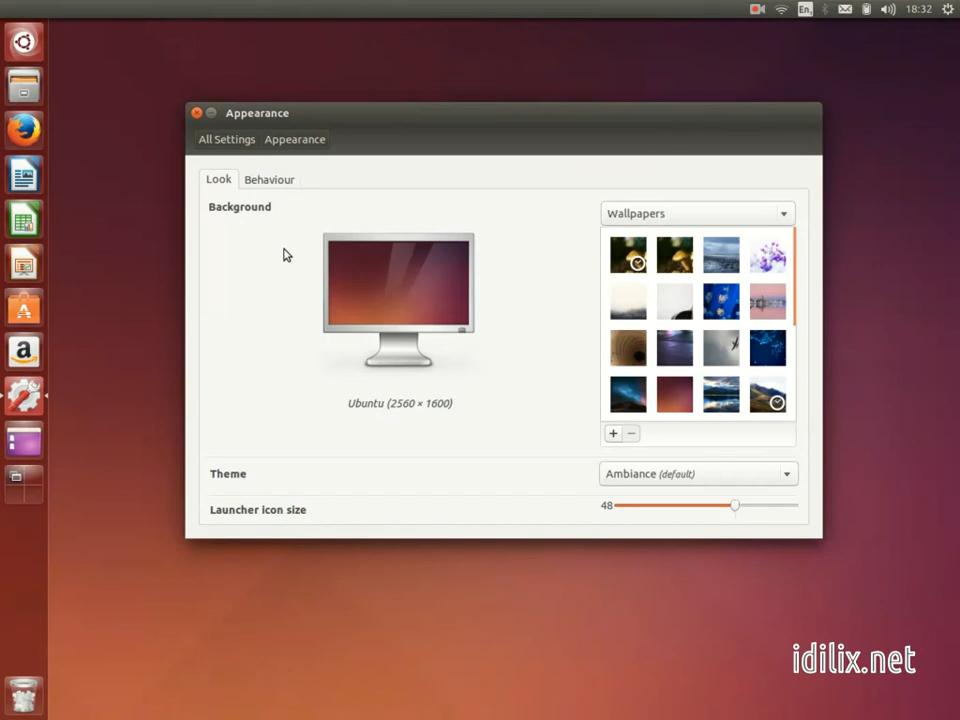 En
18:32
Appearance
All Settings Appearance
Look Behaviour
Background
Wallpapers
Ubuntu (2560 × 1600)
+ −
Theme
Ambiance (default)
Launcher icon size
48
a
idilix.net